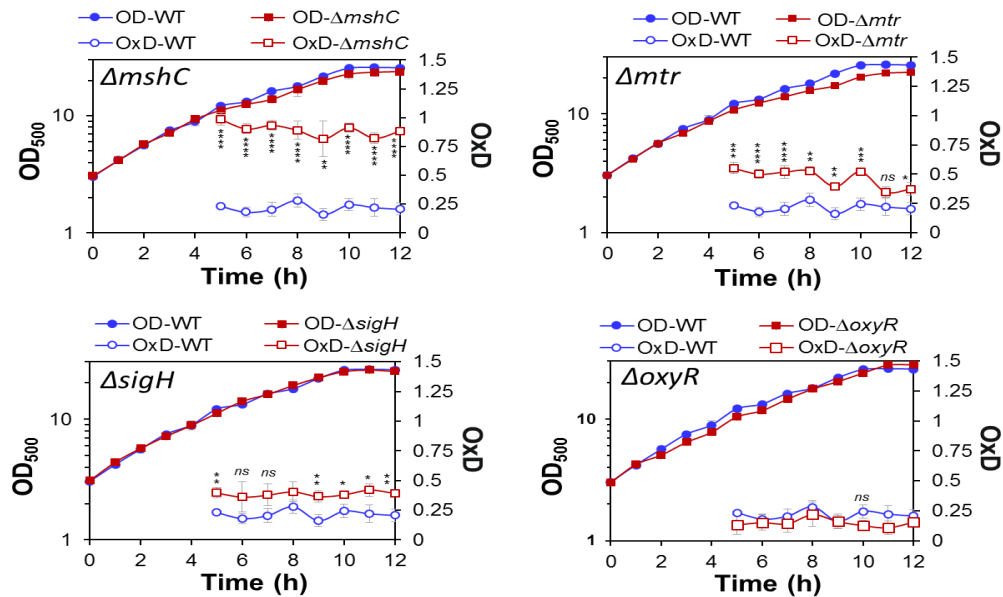 OD-WT OD-ΔmshC
OxD-WT OxD-ΔmshC
ΔmshC
OD500
OxD
10
1
1.5
1.25
1
0.75
0.5
0.25
0
**** **** **** **** ** **** **** ****
0 2 4 6 8 10 12
Time (h)
OD-WT OD-Δmtr
OxD-WT OxD-Δmtr
Δmtr
OD500
OxD
10
1
1.5
1.25
1
0.75
0.5
0.25
0
*** **** **** ** ** *** ns *
0 2 4 6 8 10 12
Time (h)
OD-WT OD-ΔsigH
OxD-WT OxD-ΔsigH
ΔsigH
OD500
OxD
10
1
1.5
1.25
1
0.75
0.5
0.25
0
** ns ns * ** * * **
0 2 4 6 8 10 12
Time (h)
OD-WT OD-ΔoxyR
OxD-WT OxD-ΔoxyR
ΔoxyR
OD500
OxD
10
1
1.5
1.25
1
0.75
0.5
0.25
0
ns
0 2 4 6 8 10 12
Time (h)